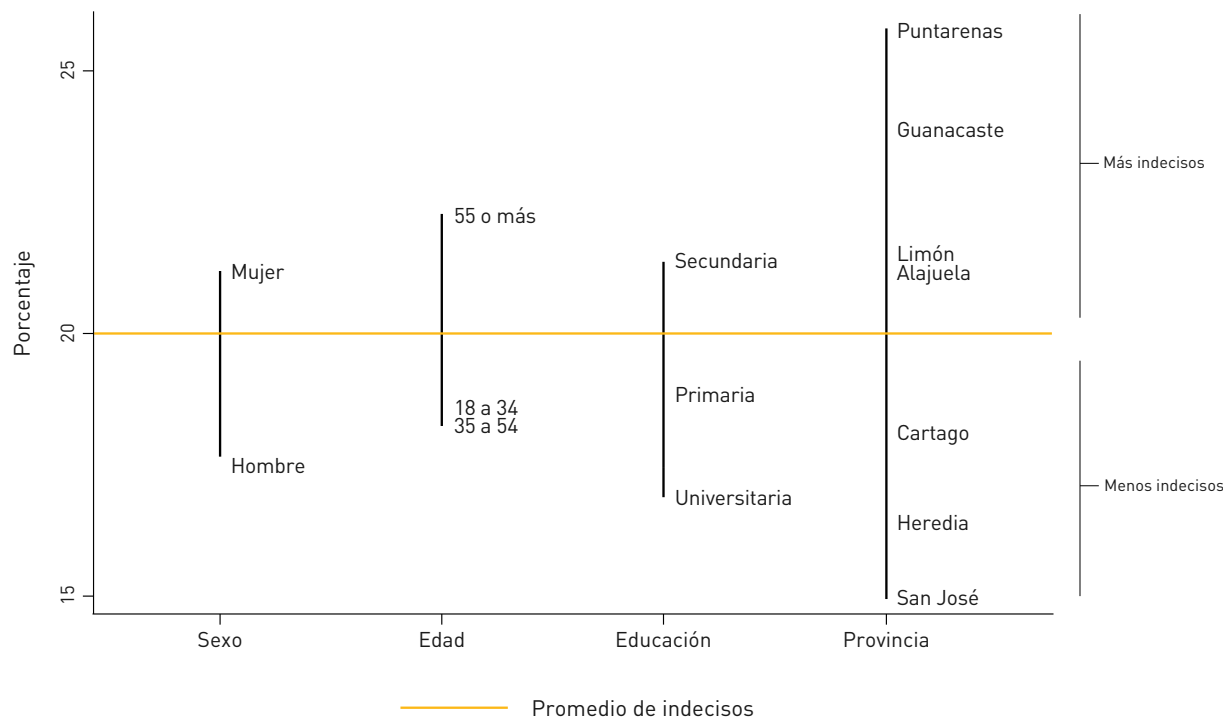 Porcentaje
25
20
15
Mujer
Hombre
55 o más
18 a 34
35 a 54
Secundaria
Primaria
Universitaria
Puntarenas
Guanacaste
Limón
Alajuela
Cartago
Heredia
San José
Más indecisos
Menos indecisos
Sexo
Edad
Educación
Provincia
Promedio de indecisos